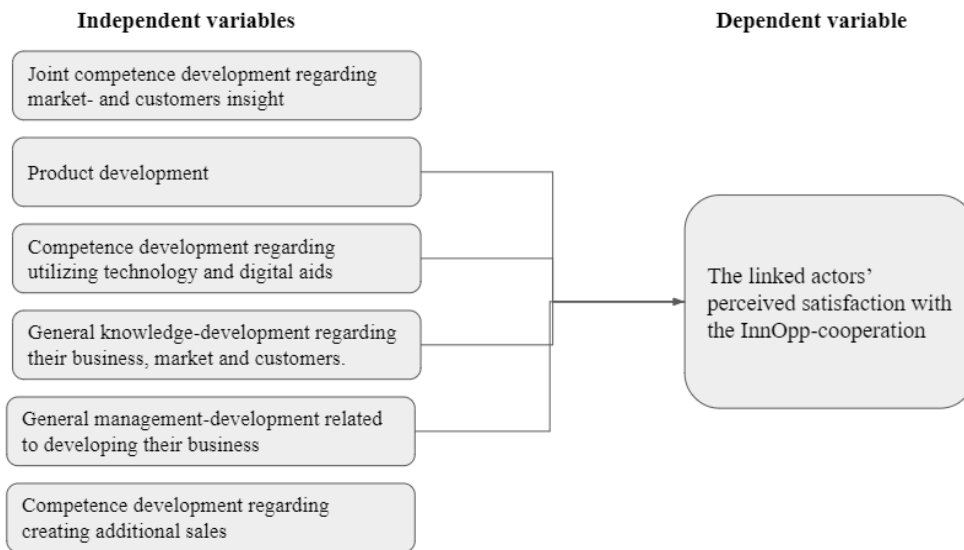 Independent variables
Dependent variable
Joint competence development regarding
market- and customers insight
Product development
Competence development regarding
utilizing technology and digital aids
General knowledge-development regarding
their business, market and customers.
General management-development related
to developing their business
Competence development regarding
creating additional sales
The linked actors’
perceived satisfaction with
the InnOpp-cooperation